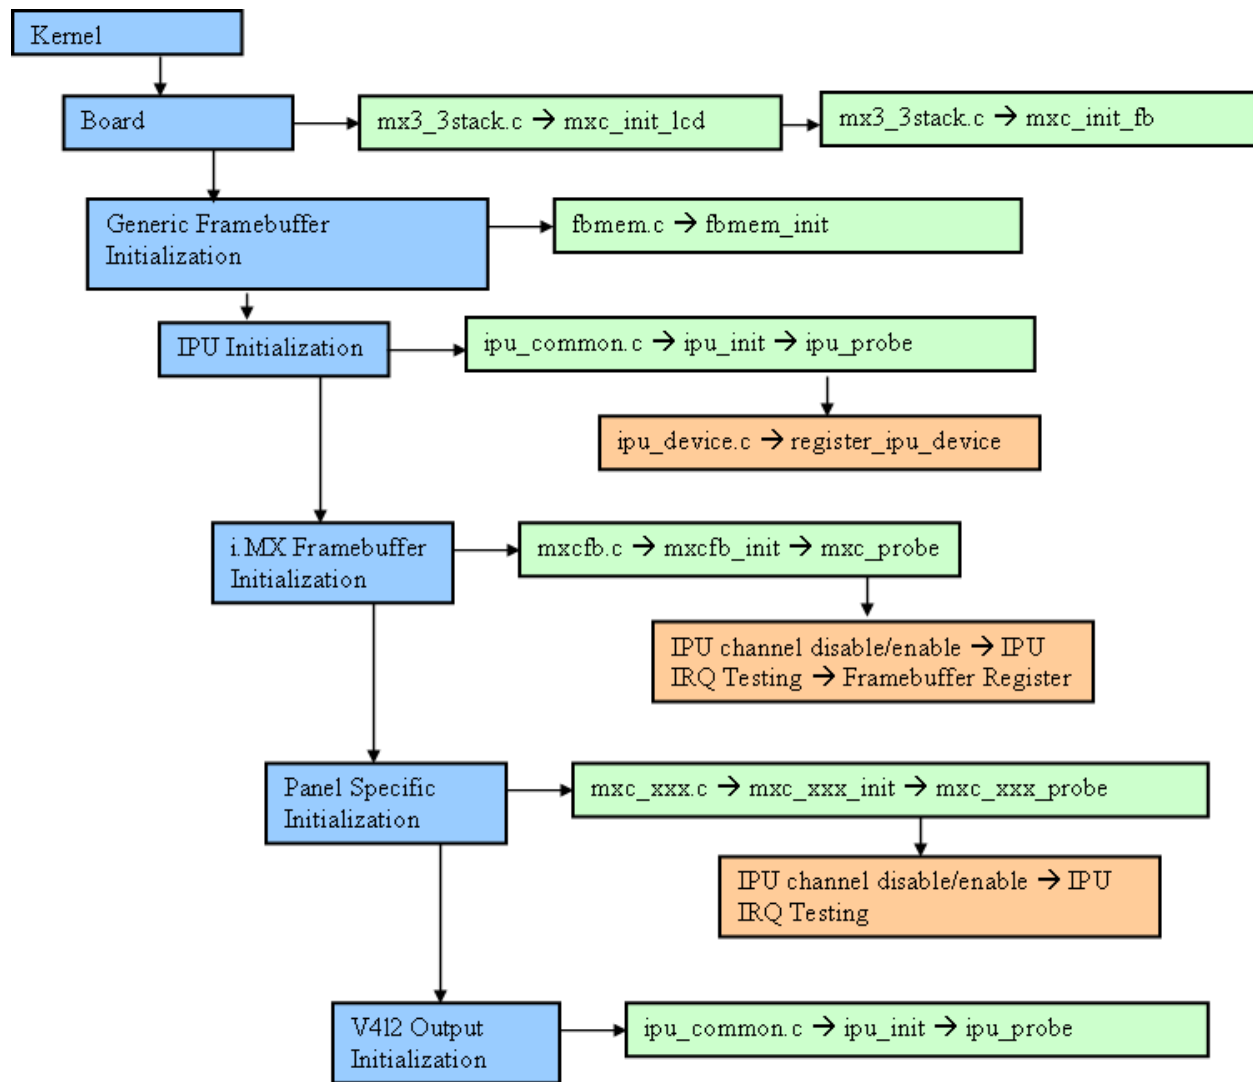 Kernel
Board
mx3_3stack.c → mxc_init_lcd
mx3_3stack.c → mxc_init_fb
Generic Framebuffer
Initialization
fbmem.c → fbmem_init
IPU Initialization
ipu_common.c → ipu_init → ipu_probe
ipu_device.c → register_ipu_device
i.MX Framebuffer
Initialization
mxcfb.c → mxcfb_init → mxc_probe
IPU channel disable/enable → IPU
IRQ Testing → Framebuffer Register
Panel Specific
Initialization
mxc_xxx.c → mxc_xxx_init → mxc_xxx_probe
IPU channel disable/enable → IPU
IRQ Testing
V412 Output
Initialization
ipu_common.c → ipu_init → ipu_probe